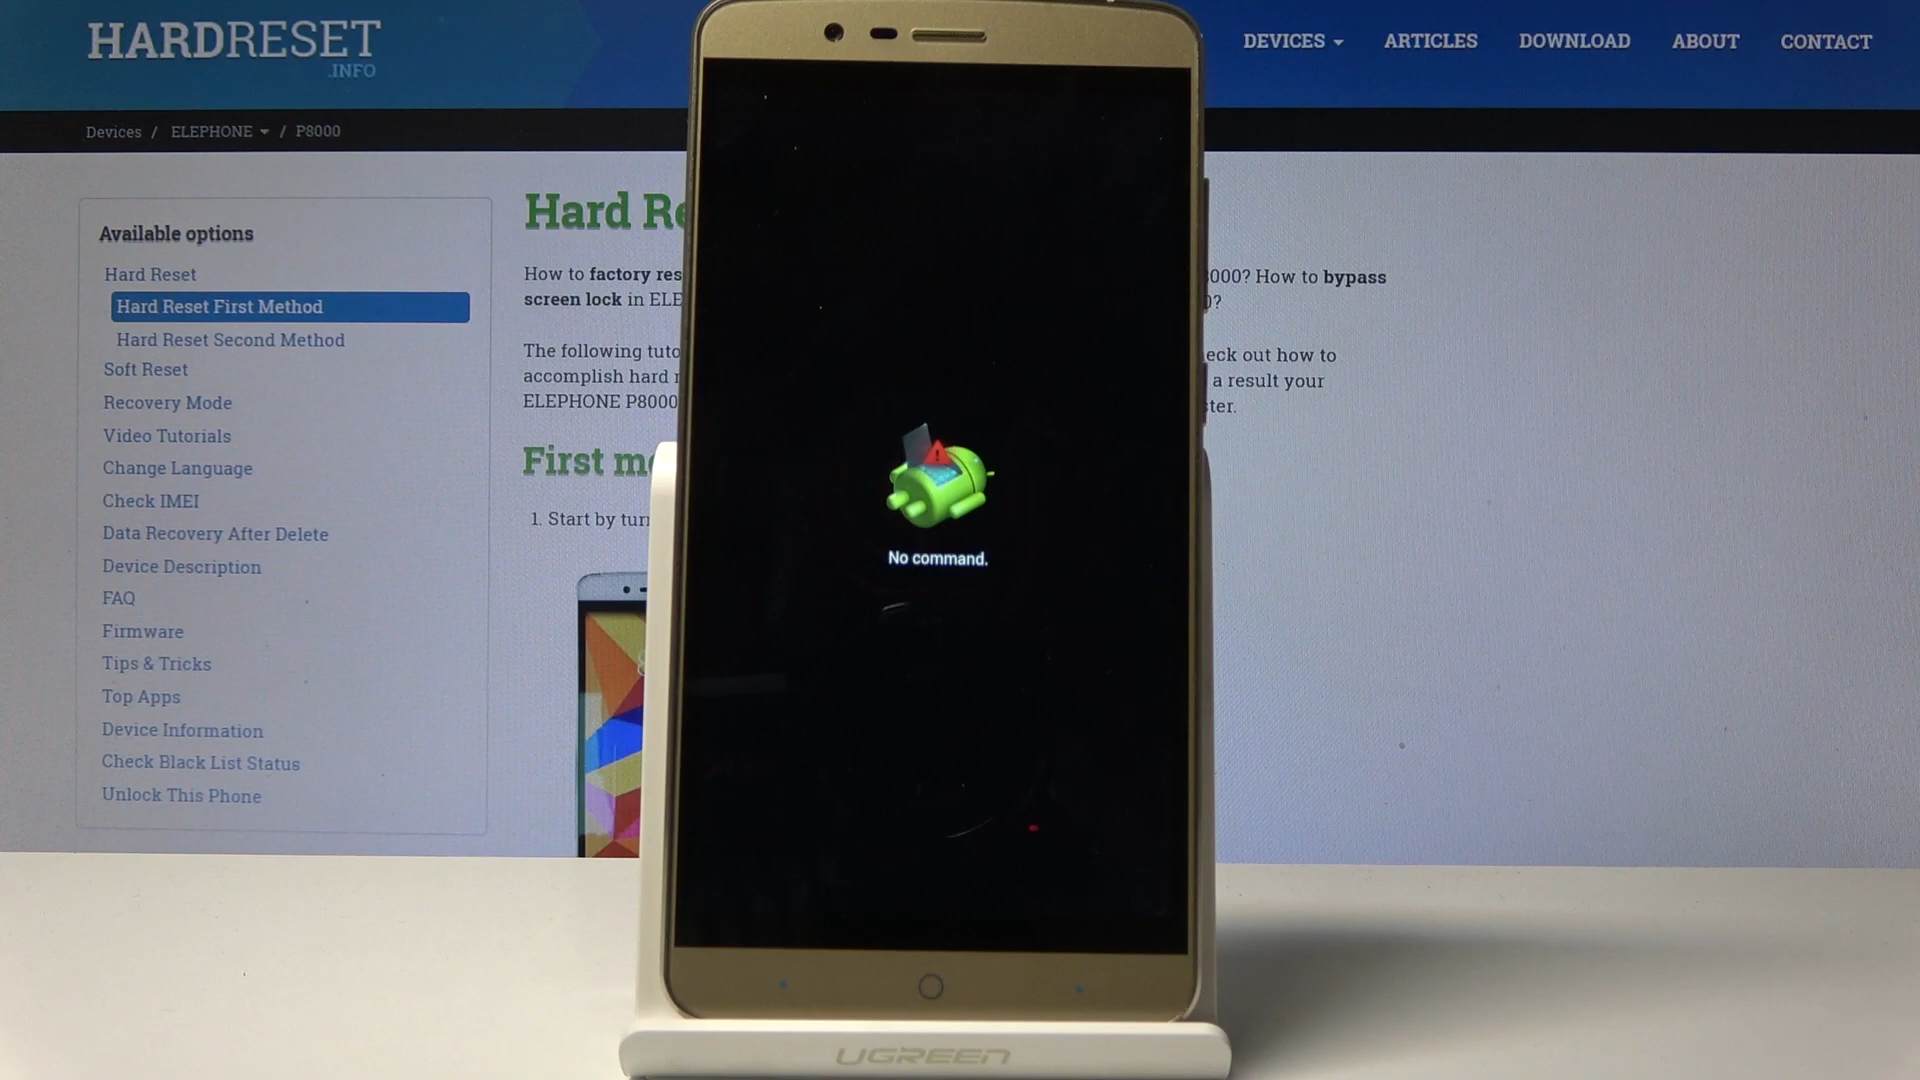 HARDRESET
.INFO
DEVICES
ARTICLES
DOWNLOAD
ABOUT
CONTACT
Devices / ELEPHONE / P8000
Available options
Hard Reset
Hard Reset First Method
Hard Reset Second Method
Soft Reset
Recovery Mode
Video Tutorials
Change Language
Check IMEI
Data Recovery After Delete
Device Description
FAQ
Firmware
Tips & Tricks
Top Apps
Device Information
Check Black List Status
Unlock This Phone
Hard Re
How to factory res
000? How to bypass
screen lock in ELE
0?
The following tuto
eck out how to
accomplish hard r
a result your
ELEPHONE P8000
ster.
First me
1. Start by turn
No command.
UGREEN